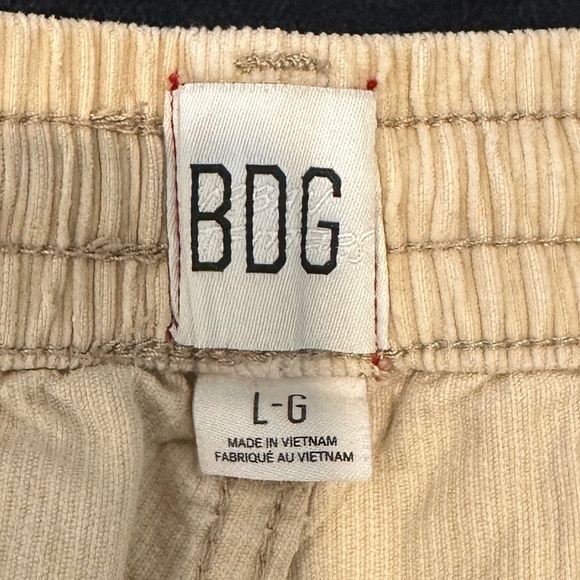 BDG
L-G
MADE IN VIETNAM
FABRIQUÉ AU VIETNAM